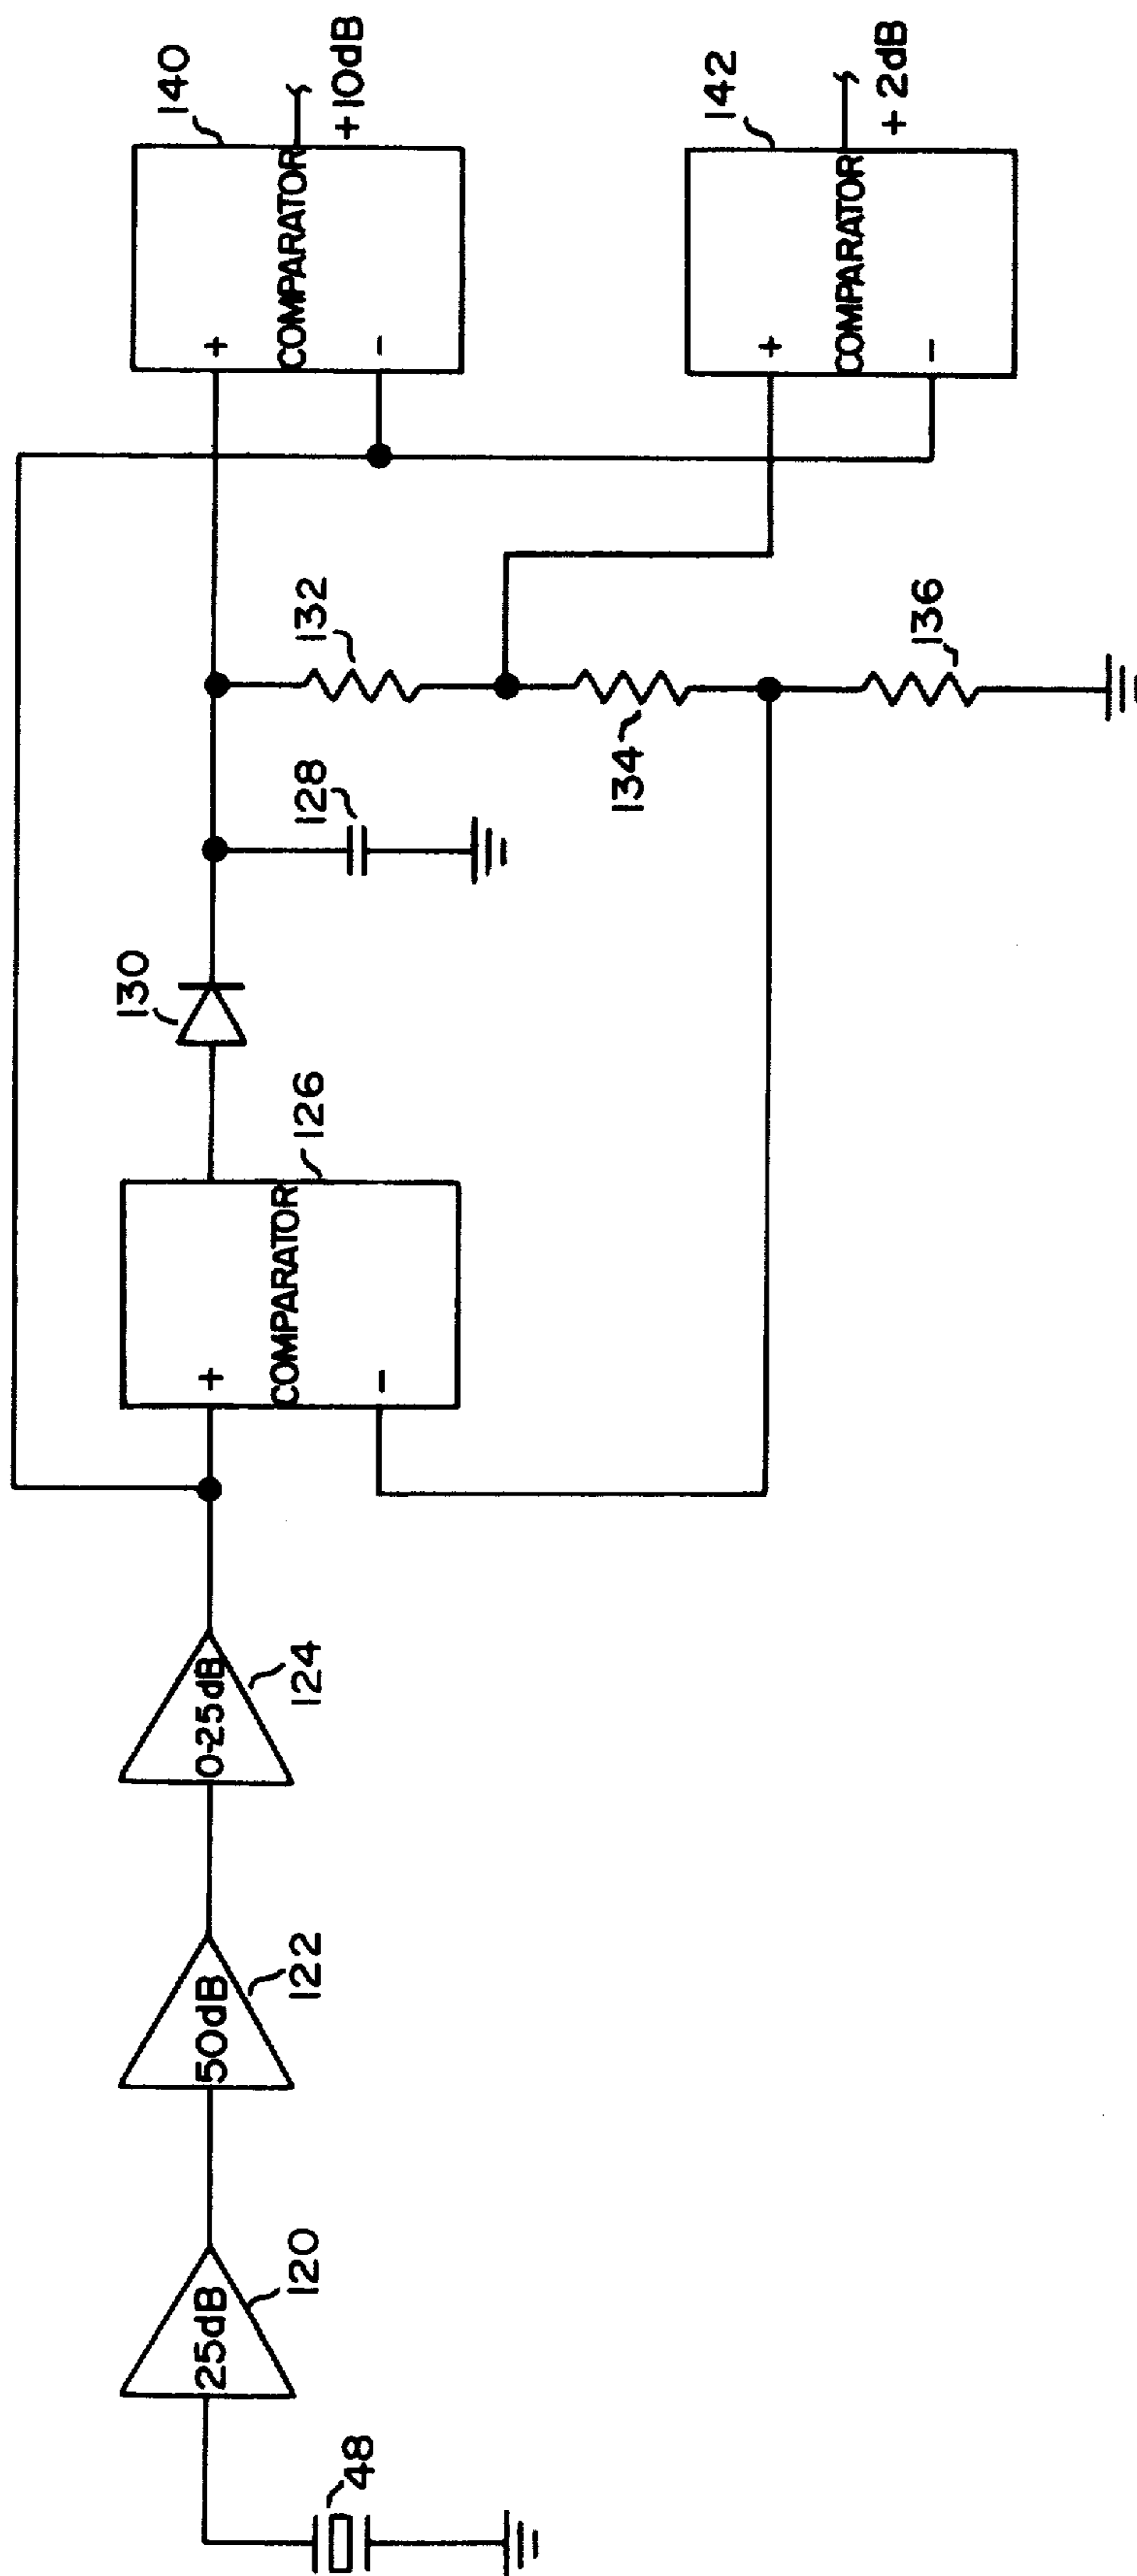 48
25dB
120
50dB
122
0-25dB
124
+
COMPARATOR
-
126
130
128
132
134
136
+
COMPARATOR
-
140
+10dB
+
COMPARATOR
-
142
+2dB